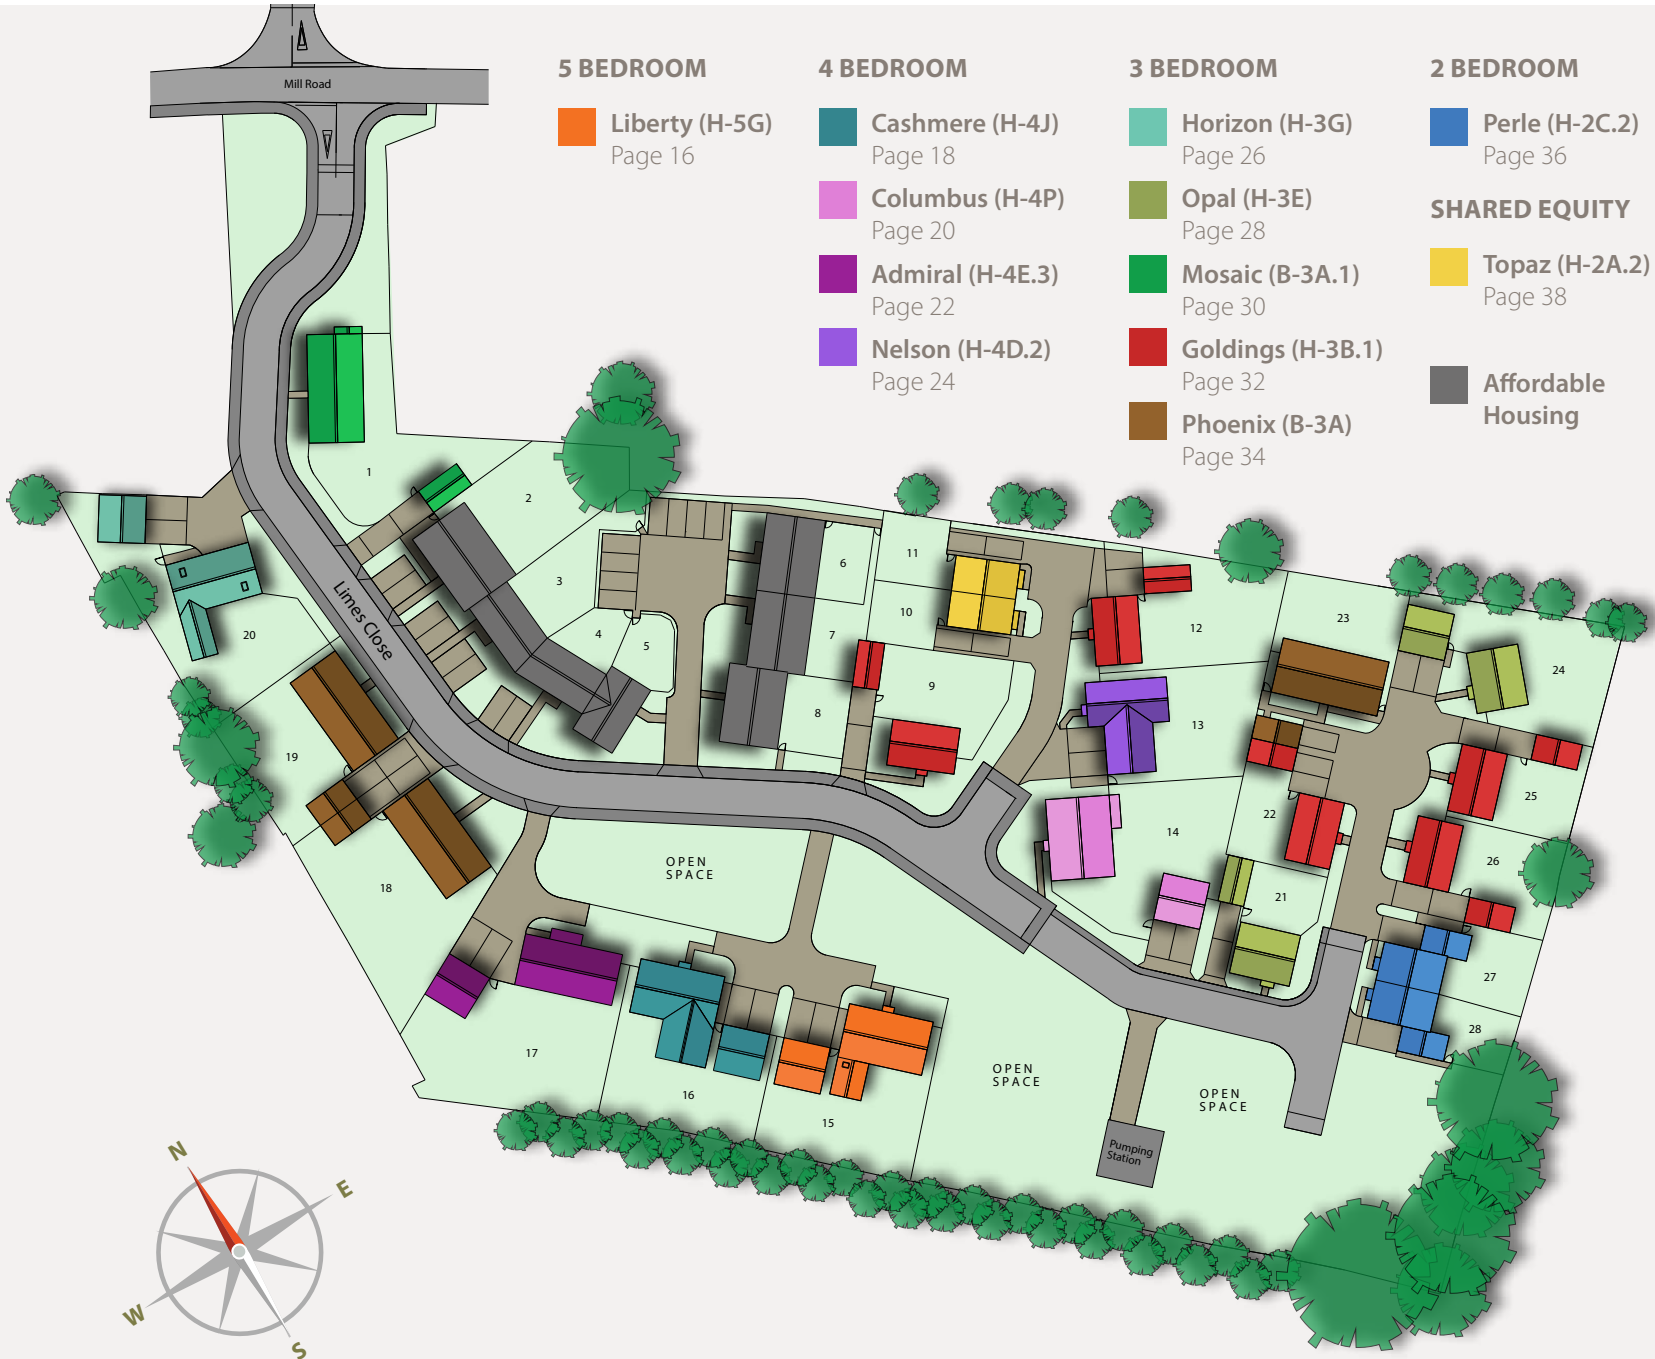 Mill Road
5 BEDROOM
Liberty (H-5G)
Page 16
4 BEDROOM
Cashmere (H-4J)
Page 18
Columbus (H-4P)
Page 20
Admiral (H-4E.3)
Page 22
Nelson (H-4D.2)
Page 24
3 BEDROOM
Horizon (H-3G)
Page 26
Opal (H-3E)
Page 28
Mosaic (B-3A.1)
Page 30
Goldings (H-3B.1)
Page 32
Phoenix (B-3A)
Page 34
2 BEDROOM
Perle (H-2C.2)
Page 36
SHARED EQUITY
Topaz (H-2A.2)
Page 38
Affordable
Housing
1
2
3
4
5
6
7
8
9
10
11
12
13
14
15
16
17
18
19
20
21
22
23
24
25
26
27
28
Limes Close
OPEN
SPACE
OPEN
SPACE
OPEN
SPACE
Pumping
Station
N
E
S
W